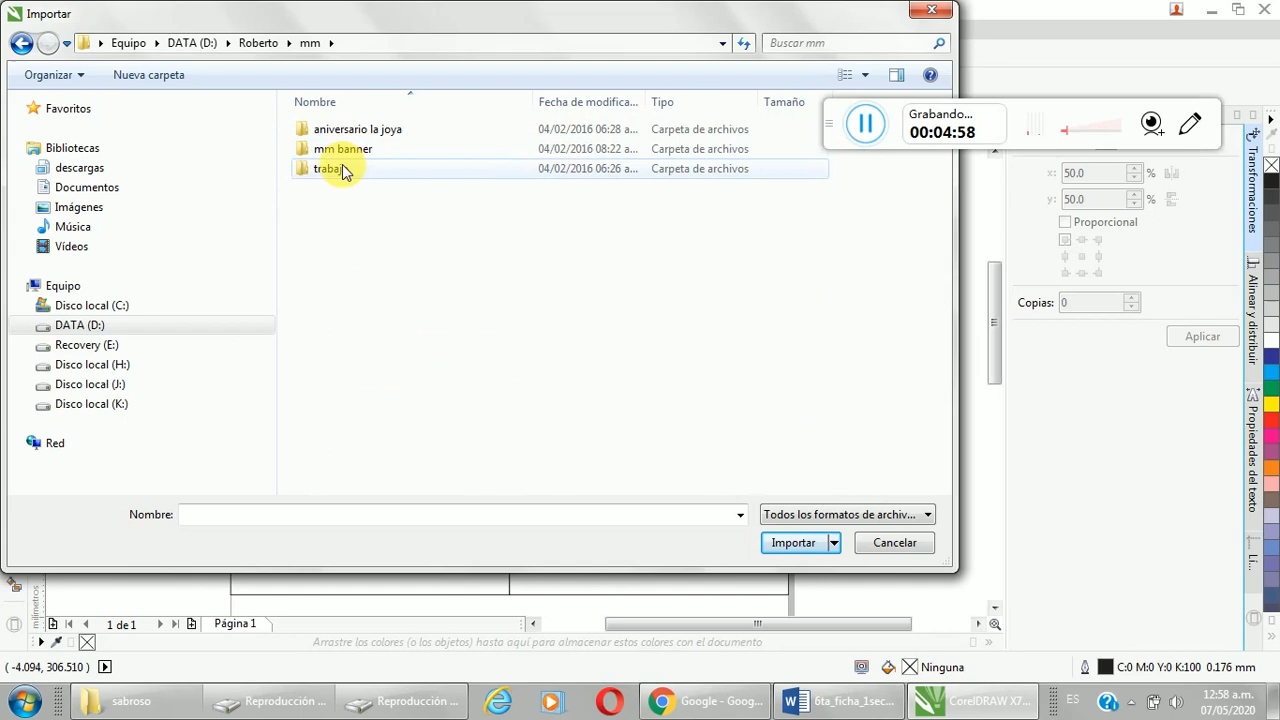 Importar
Equipo DATA (D:) Roberto mm
Buscar mm
Organizar Nueva carpeta
Nombre Fecha de modifica... Tipo Tamaño
aniversario la joya 04/02/2016 06:28 a... Carpeta de archivos
mm banner 04/02/2016 08:22 a... Carpeta de archivos
04/02/2016 06:26 a... Carpeta de archivos
Favoritos
Bibliotecas
descargas
Documentos
Imágenes
Música
Vídeos
Equipo
Disco local (C:)
DATA (D:)
Recovery (E:)
Disco local (H:)
Disco local (J:)
Disco local (K:)
Red
Nombre:
Todos los formatos de archiv...
Importar Cancelar
Grabando...
00:04:58
x: 50.0 %
y: 50.0 %
Proporcional
Copias: 0
Aplicar
Transformaciones
Alinear y distribuir
Propiedades del texto
Lí...
milímetros
1 de 1 Página 1
Arrastre los colores (o los objetos) hasta aquí para almacenar estos colores con el documento
(-4.094, 306.510)
Ninguna
C:0 M:0 Y:0 K:100 0.176 mm
sabroso
Reproducción ...
Reproducción ...
Google - Goog...
6ta_ficha_1sec...
CorelDRAW X7...
ES
12:58 a.m.
07/05/2020